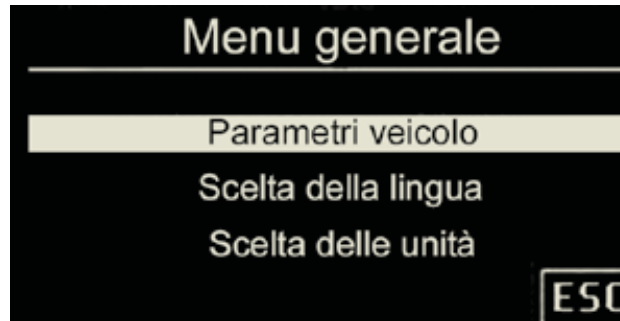 Menu generale
Parametri veicolo
Scelta della lingua
Scelta delle unità
ESC